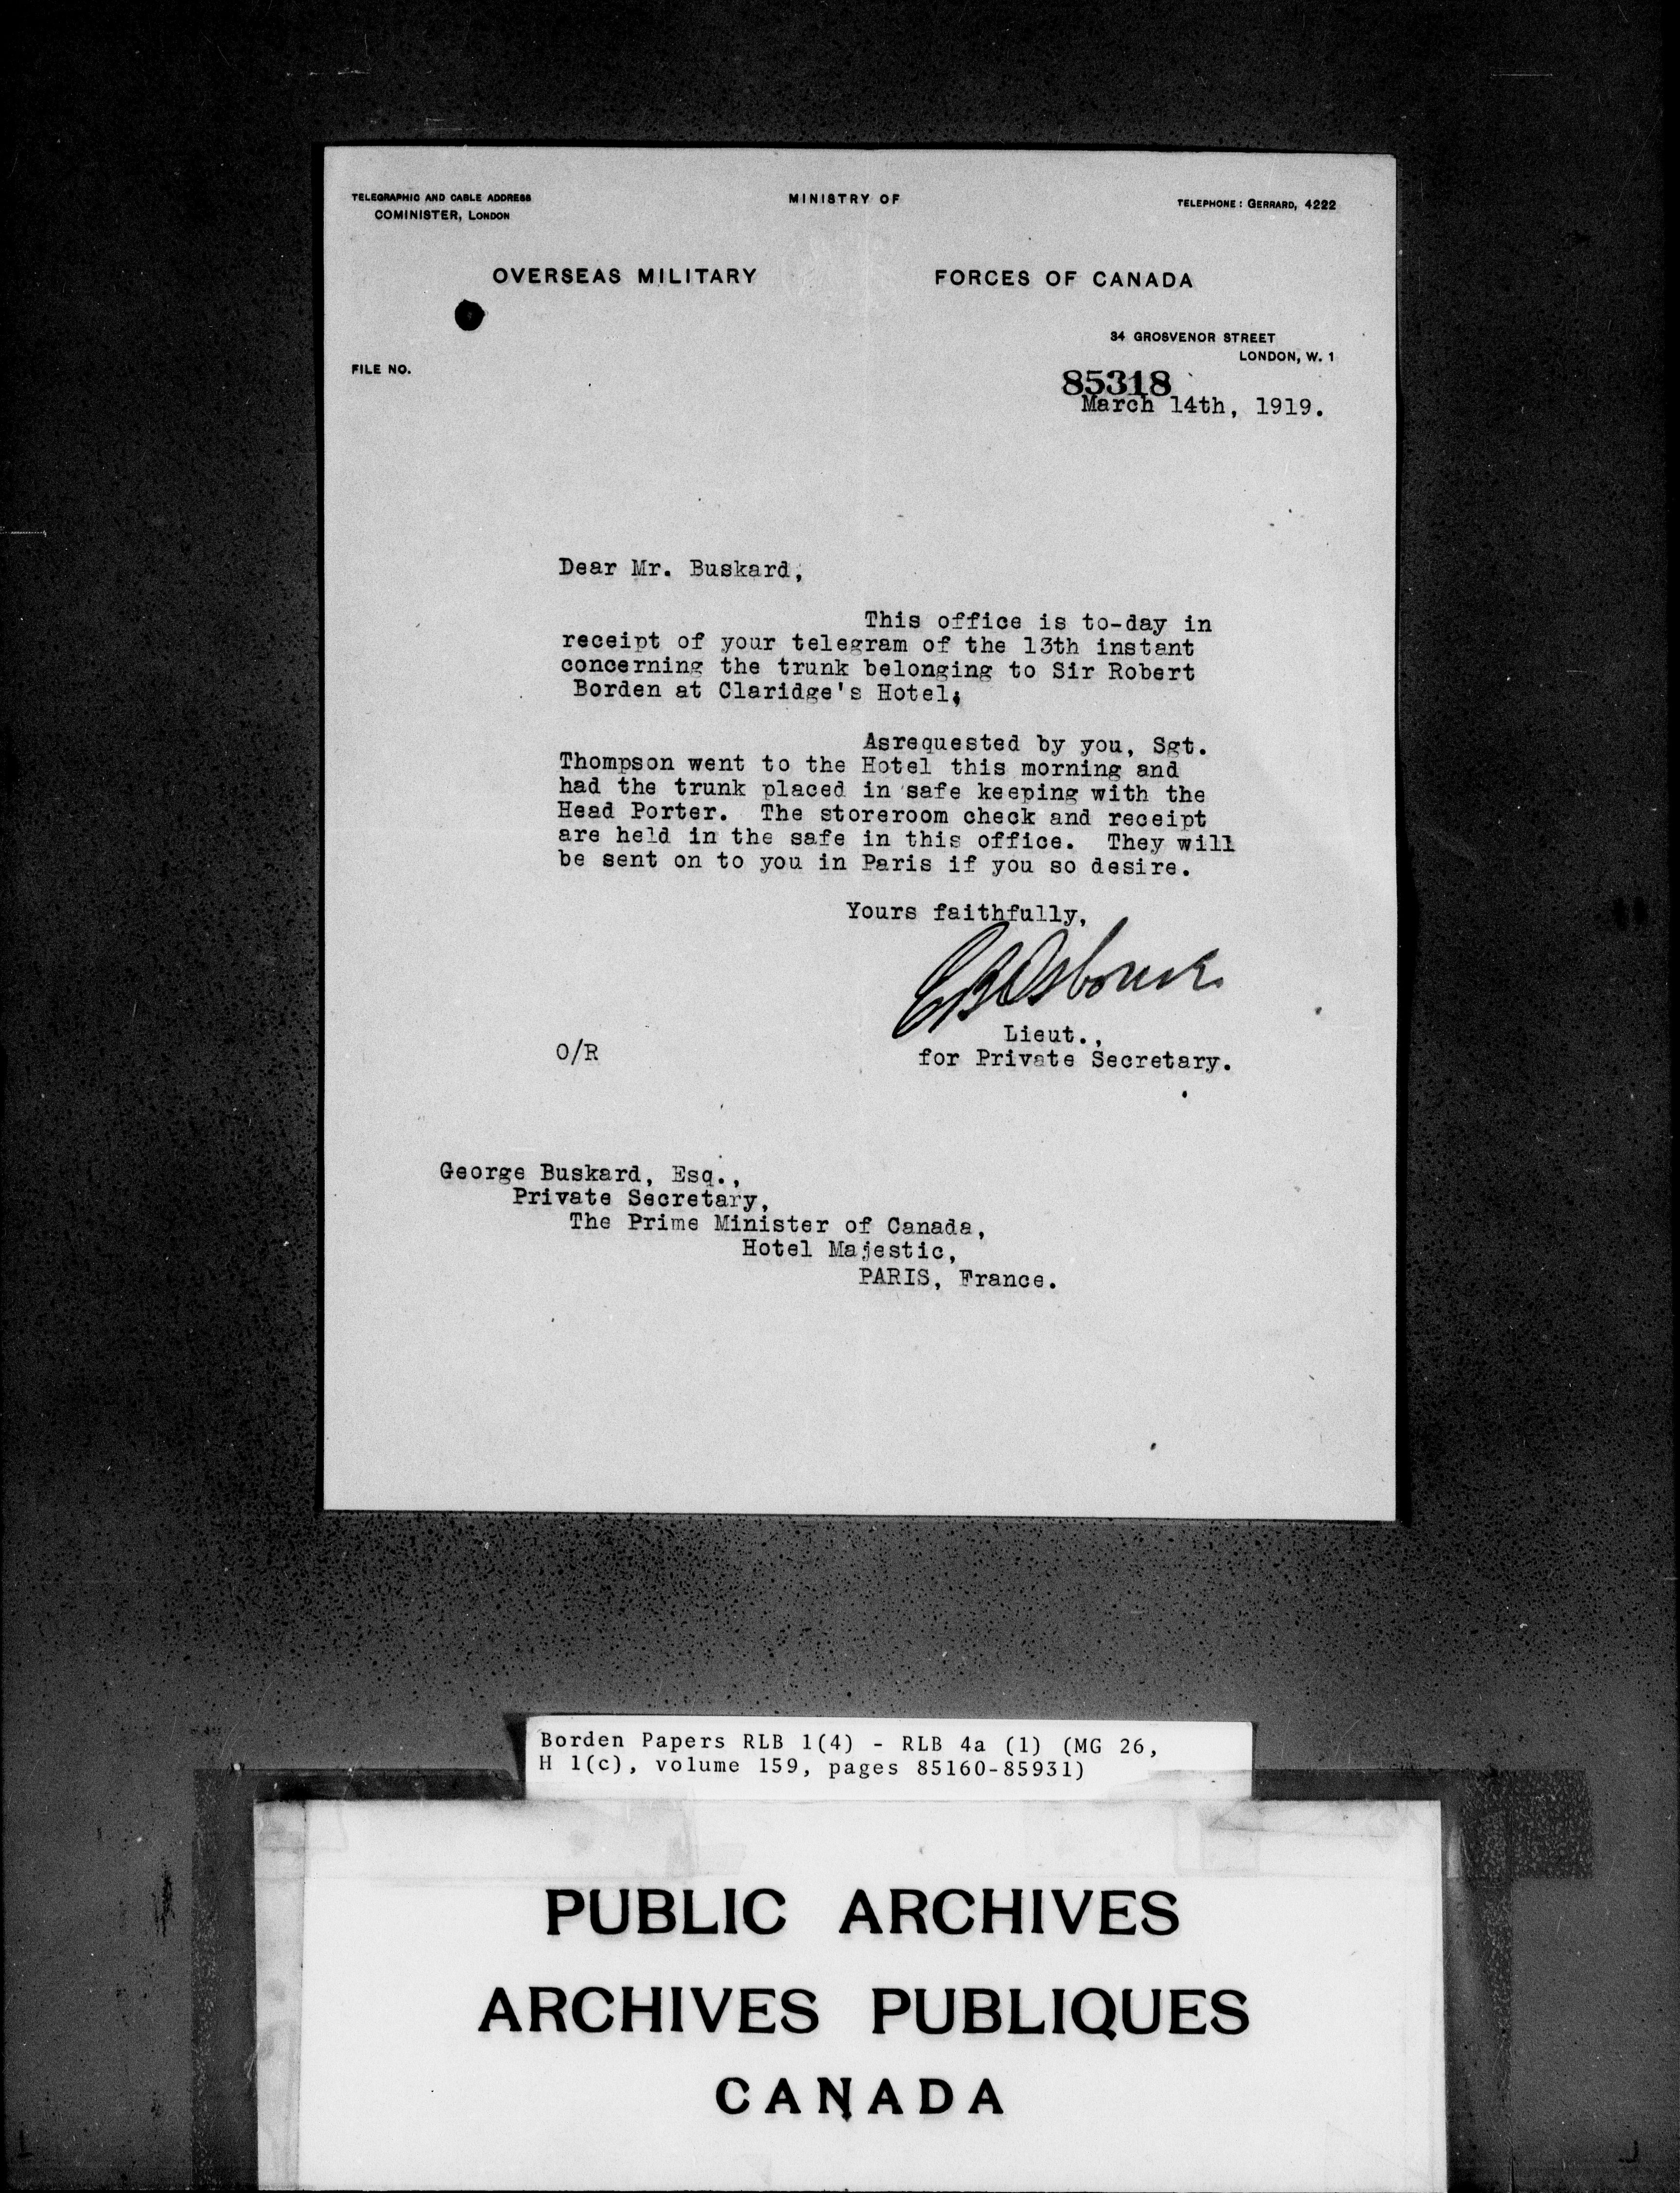 TELEGRAPHIC AND CABLE ADDRESS
COMINISTER, LONDON
MINISTRY OF
TELEPHONE: GERRARD, 4222
OVERSEAS MILITARY FORCES OF CANADA
34 GROSVENOR STREET
LONDON, W. 1
FILE NO.
85318
March 14th, 1919.
Dear Mr. Buskard,
This office is to-day in
receipt of your telegram of the 13th instant
concerning the trunk belonging to Sir Robert
Borden at Claridge's Hotel.
Asrequested by you, Sgt.
Thompson went to the Hotel this morning and
had the trunk placed in safe keeping with the
Head Porter. The storeroom check and receipt
are held in the safe in this office. They will
be sent on to you in Paris if you so desire.
Yours faithfully,
Osborne
Lieut.,
O/R
for Private Secretary.
George Buskard, Esq.,
Private Secretary,
The Prime Minister of Canada,
Hotel Majestic,
PARIS, France.
Borden Papers RLB 1(4) - RLB 4a (1) (MG 26,
H 1(c), volume 159, pages 85160-85931)
PUBLIC ARCHIVES
ARCHIVES PUBLIQUES
CANADA